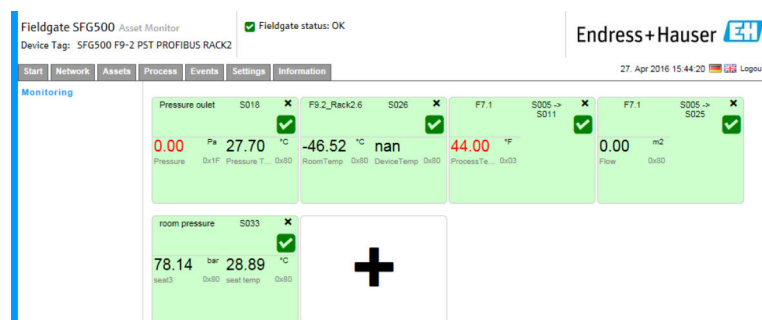 Fieldgate SFG500 Asset Monitor
Fieldgate status: OK
Device Tag: SFG500 F9-2 PST PROFIBUS RACK2
Endress+Hauser EH
Start Network Assets Process Events Settings Information
27. Apr 2016 15:44:20 Logou
Monitoring
Pressure oulet S018 ×
0.00 Pa 27.70 °C
Pressure 0x1F Pressure T... 0x80
F9.2_Rack2.6 S026 ×
-46.52 °C nan
RoomTemp 0x80 DeviceTemp 0x80
F7.1 S005 -> S011 ×
44.00 °F
ProcessTe... 0x03
F7.1 S005 -> S025 ×
0.00 m2
Flow 0x80
room pressure S033 ×
78.14 bar 28.89 °C
seat3 0x80 seat temp 0x80